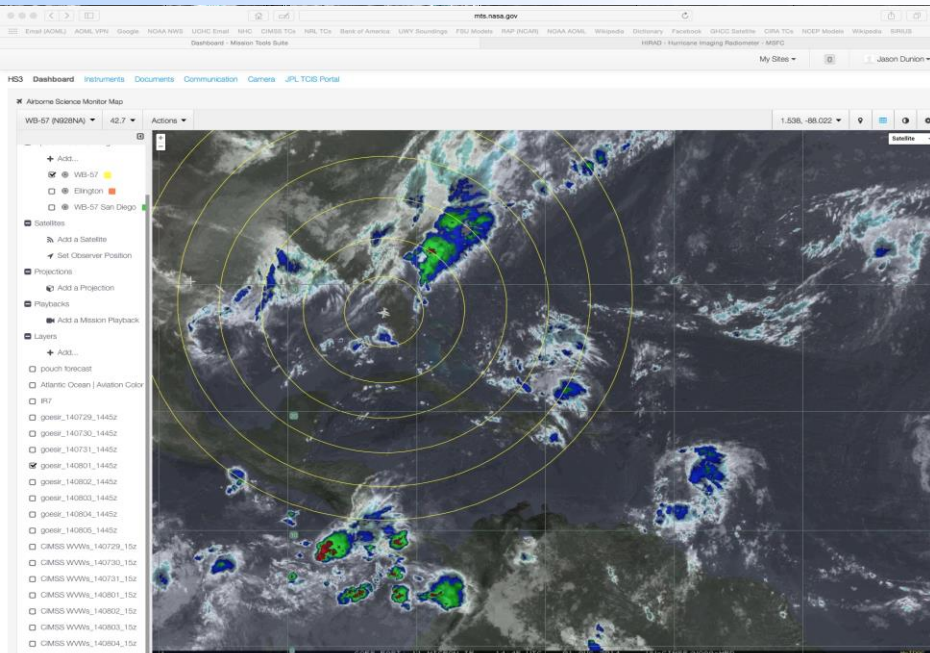 mts.nasa.gov
Email (AOML) AOML VPN Google NOAA NWS UCHC Email NHC CIMSS TCs NRL TCs Bank of America UWY Soundings FSU Models RAP (NCAR) NOAA AOML Wikipedia Dictionary Facebook GHCC Satellite CIRA TCs NCEP Models Wikipedia SIRIUS
Dashboard - Mission Tools Suite HIRAD - Hurricane Imaging Radiometer - MSFC
My Sites Jason Dunion
HS3 Dashboard Instruments Documents Communication Camera JPL TCIS Portal
Airborne Science Monitor Map
WB-57 (N928NA) 42.7 Actions 1.538, -88.022
Satellite
Add...
WB-57
Ellington
WB-57 San Diego
Satellites
Add a Satellite
Set Observer Position
Projections
Add a Projection
Playbacks
Add a Mission Playback
Layers
Add...
pouch forecast
Atlantic Ocean | Aviation Color
IR7
goesir_140729_1445z
goesir_140730_1445z
goesir_140731_1445z
goesir_140801_1445z
goesir_140802_1445z
goesir_140803_1445z
goesir_140804_1445z
goesir_140805_1445z
CIMSS WVWs_140729_15z
CIMSS WVWs_140730_15z
CIMSS WVWs_140731_15z
CIMSS WVWs_140801_15z
CIMSS WVWs_140802_15z
CIMSS WVWs_140803_15z
CIMSS WVWs_140804_15z